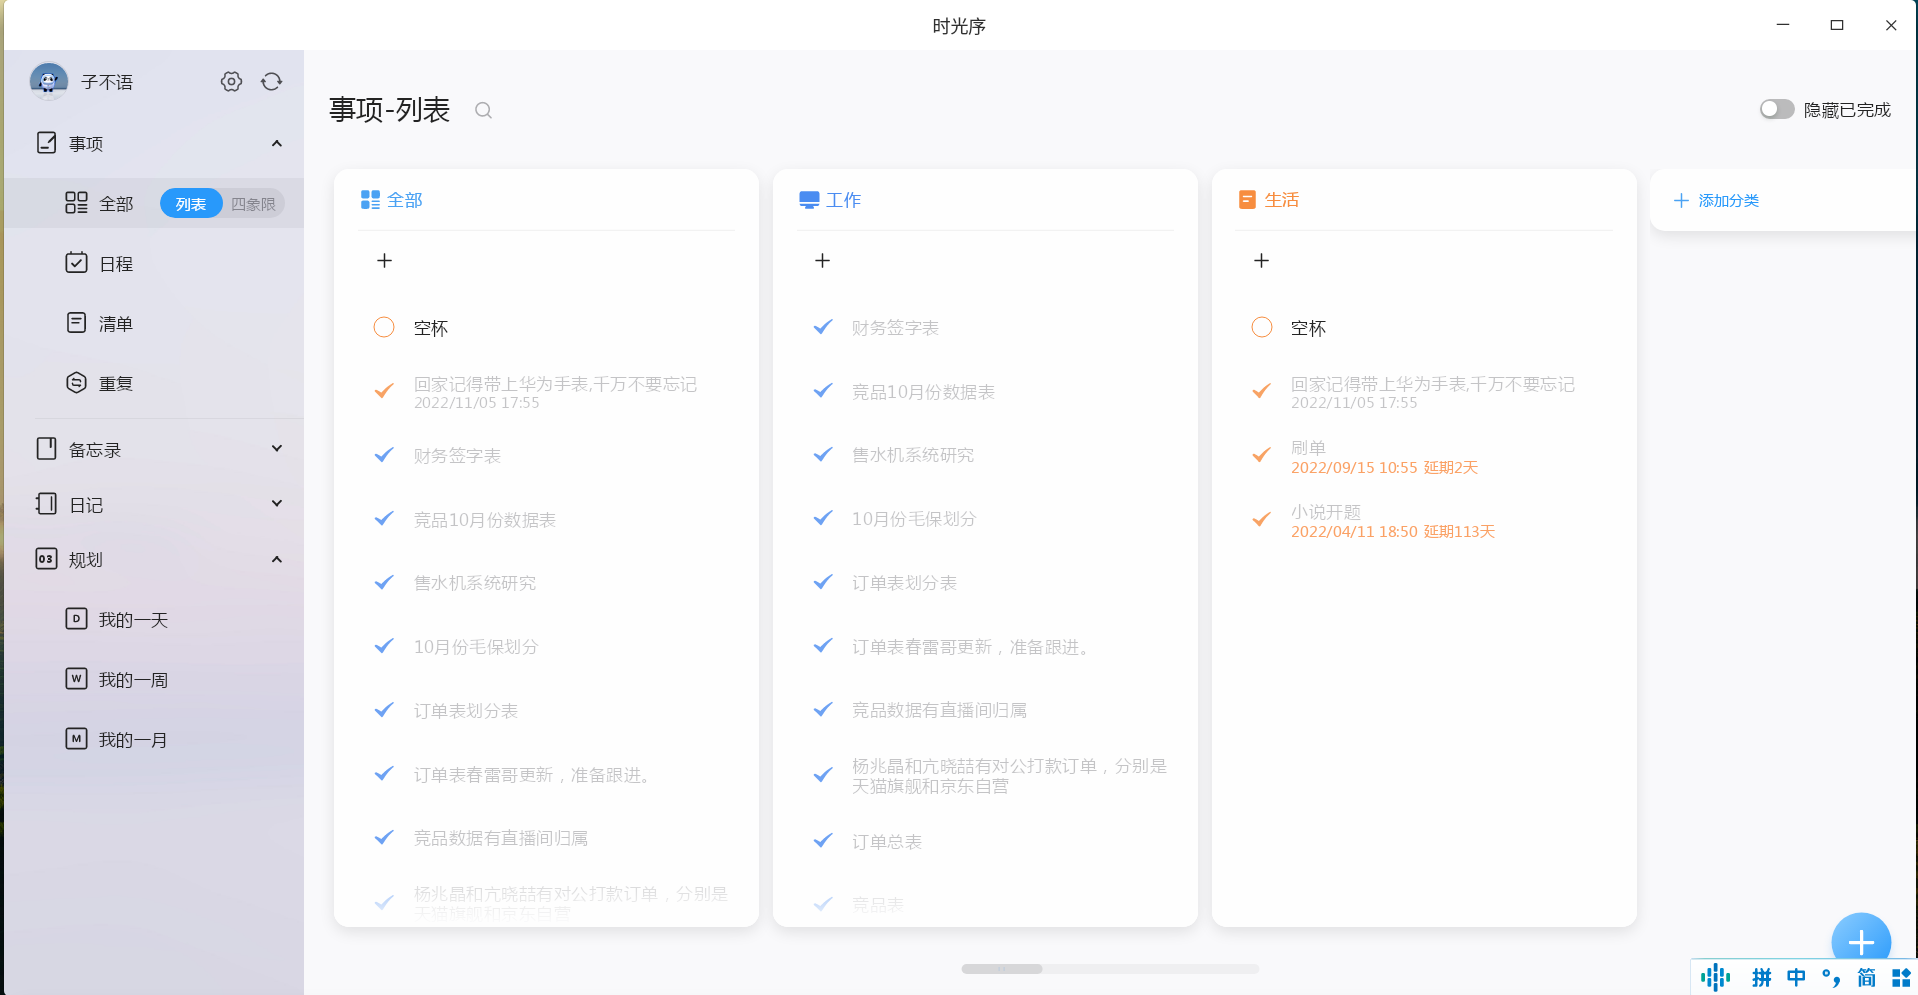 时光序
子不语
事项
全部
列表
四象限
日程
清单
重复
备忘录
日记
03 规划
D 我的一天
W 我的一周
M 我的一月
事项-列表
隐藏已完成
全部
空杯
回家记得带上华为手表,千万不要忘记
2022/11/05 17:55
财务签字表
竞品10月份数据表
售水机系统研究
10月份毛保划分
订单表划分表
订单表春雷哥更新，准备跟进。
竞品数据有直播间归属
杨兆晶和亢晓喆有对公打款订单，分别是
天猫旗舰和京东自营
工作
财务签字表
竞品10月份数据表
售水机系统研究
10月份毛保划分
订单表划分表
订单表春雷哥更新，准备跟进。
竞品数据有直播间归属
杨兆晶和亢晓喆有对公打款订单，分别是
天猫旗舰和京东自营
订单总表
竞品表
生活
空杯
回家记得带上华为手表,千万不要忘记
2022/11/05 17:55
刷单
2022/09/15 10:55 延期2天
小说开题
2022/04/11 18:50 延期113天
添加分类
拼 中 °, 简